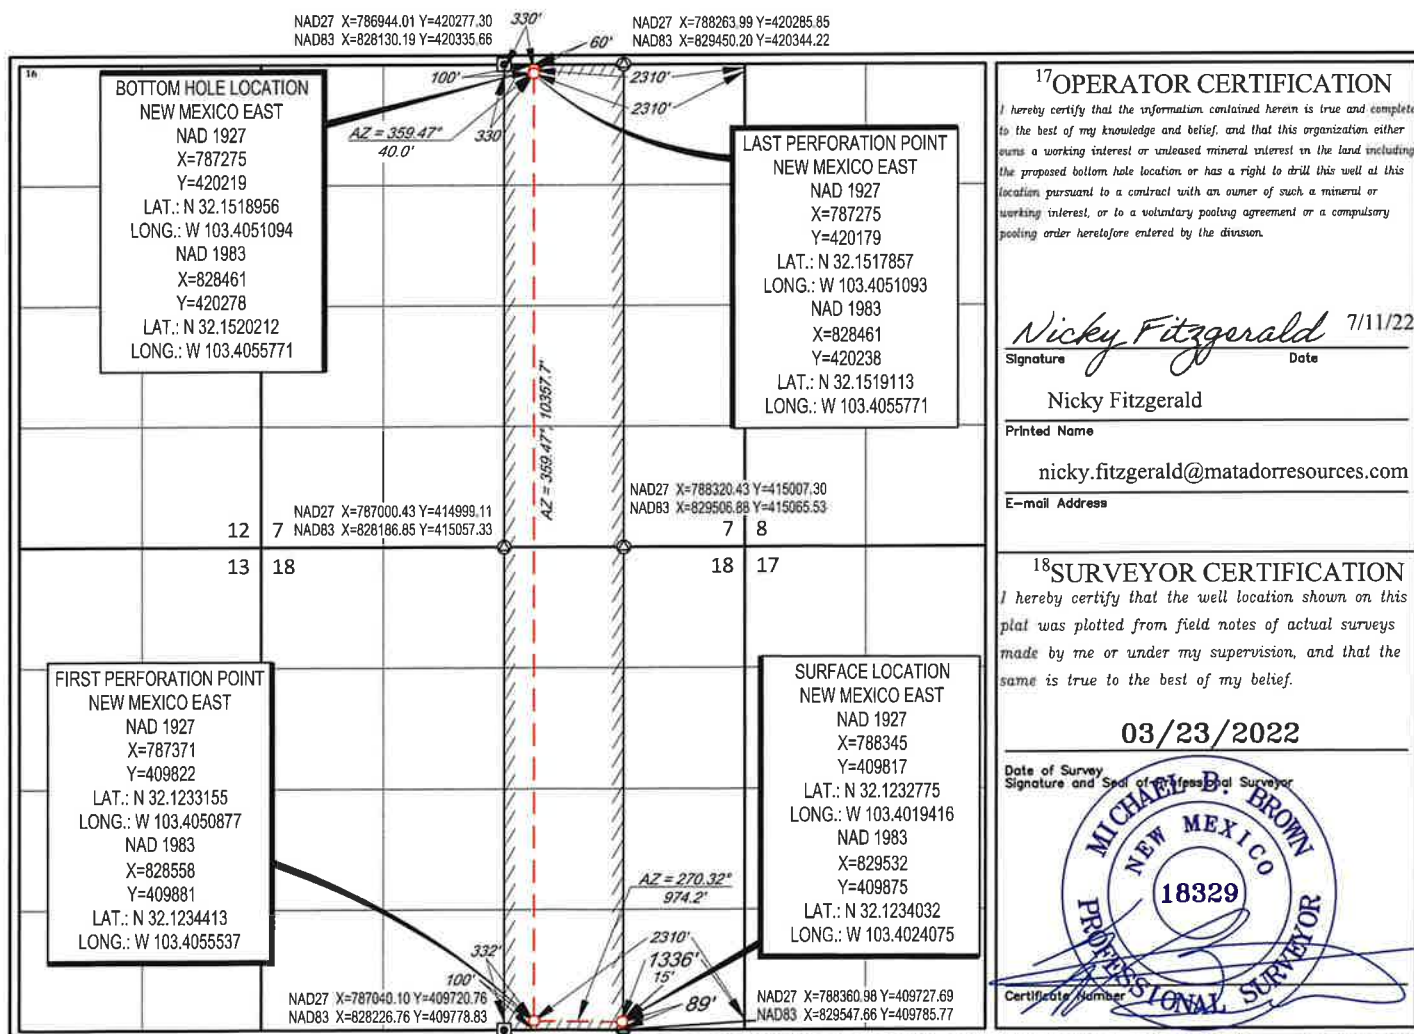 NAD27 X=786944.01 Y=420277.30
NAD83 X=828130.19 Y=420335.66
330'
60'
NAD27 X=788263.99 Y=420285.85
NAD83 X=829450.20 Y=420344.22
16
100'
2310'
2310'
330'
AZ = 359.47°
40.0'
BOTTOM HOLE LOCATION
NEW MEXICO EAST
NAD 1927
X=787275
Y=420219
LAT.: N 32.1518956
LONG.: W 103.4051094
NAD 1983
X=828461
Y=420278
LAT.: N 32.1520212
LONG.: W 103.4055771
LAST PERFORATION POINT
NEW MEXICO EAST
NAD 1927
X=787275
Y=420179
LAT.: N 32.1517857
LONG.: W 103.4051093
NAD 1983
X=828461
Y=420238
LAT.: N 32.1519113
LONG.: W 103.4055771
AZ = 359.47°, 10357.7'
NAD27 X=787000.43 Y=414999.11
NAD83 X=828186.85 Y=415057.33
NAD27 X=788320.43 Y=415007.30
NAD83 X=829506.88 Y=415065.53
12 7
7 8
13 18
18 17
FIRST PERFORATION POINT
NEW MEXICO EAST
NAD 1927
X=787371
Y=409822
LAT.: N 32.1233155
LONG.: W 103.4050877
NAD 1983
X=828558
Y=409881
LAT.: N 32.1234413
LONG.: W 103.4055537
SURFACE LOCATION
NEW MEXICO EAST
NAD 1927
X=788345
Y=409817
LAT.: N 32.1232775
LONG.: W 103.4019416
NAD 1983
X=829532
Y=409875
LAT.: N 32.1234032
LONG.: W 103.4024075
AZ = 270.32°
974.2'
332'
100'
2310'
1336'
15'
89'
NAD27 X=787040.10 Y=409720.76
NAD83 X=828226.76 Y=409778.83
NAD27 X=788360.98 Y=409727.69
NAD83 X=829547.66 Y=409785.77
17OPERATOR CERTIFICATION
I hereby certify that the information contained herein is true and complete
to the best of my knowledge and belief, and that this organization either
owns a working interest or unleased mineral interest in the land including
the proposed bottom hole location or has a right to drill this well at this
location pursuant to a contract with an owner of such a mineral or
working interest, or to a voluntary pooling agreement or a compulsory
pooling order heretofore entered by the division.
Nicky Fitzgerald 7/11/22
Signature Date
Nicky Fitzgerald
Printed Name
nicky.fitzgerald@matadorresources.com
E-mail Address
18SURVEYOR CERTIFICATION
I hereby certify that the well location shown on this
plat was plotted from field notes of actual surveys
made by me or under my supervision, and that the
same is true to the best of my belief.
03/23/2022
Date of Survey
Signature and Seal of Professional Surveyor
MICHAEL B. BROWN
NEW MEXICO
18329
PROFESSIONAL SURVEYOR
Certificate Number